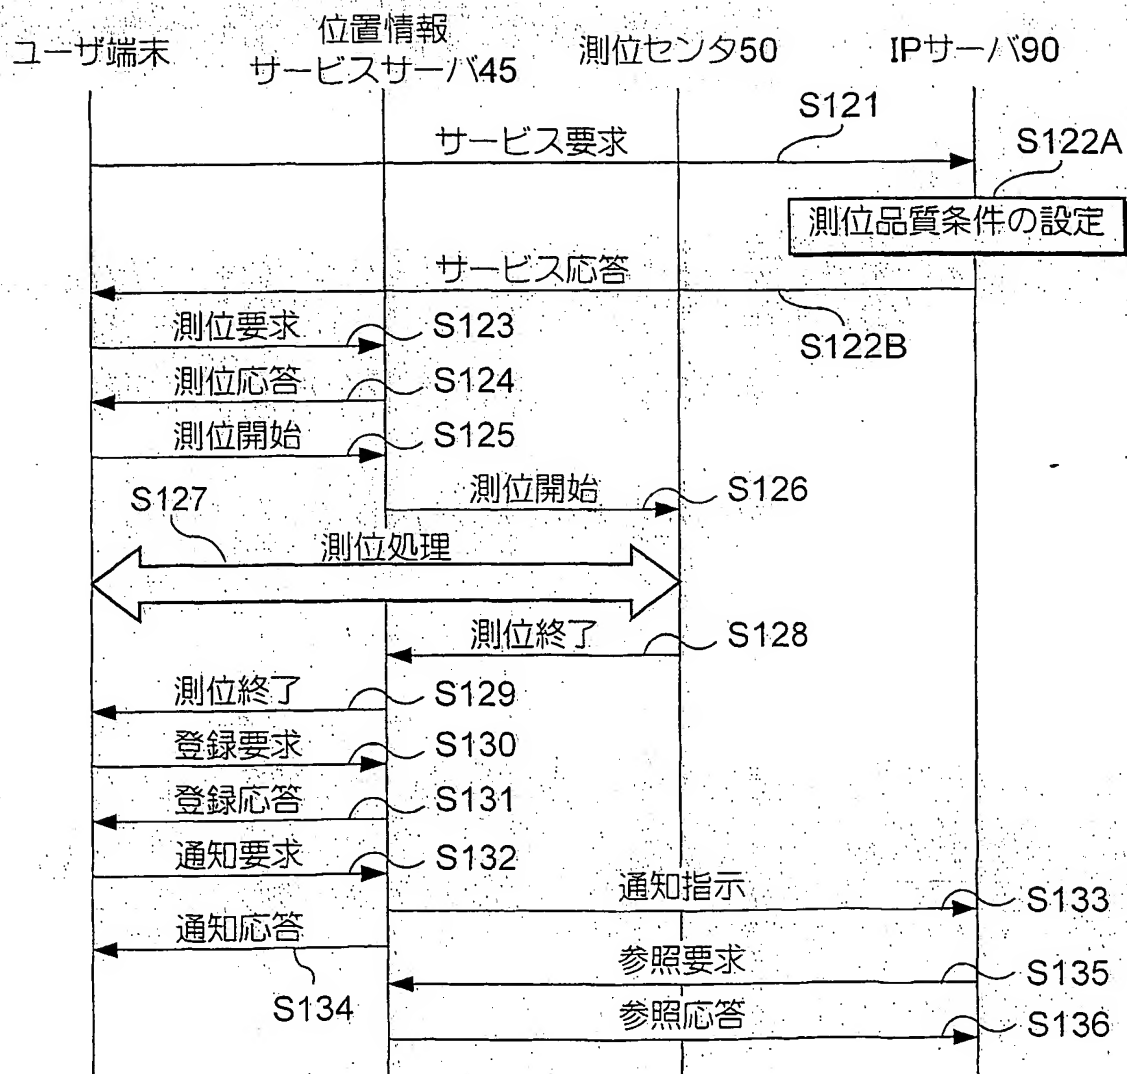 ユーザ端末
位置情報
サービスサーバ45
測位センタ50
IPサーバ90
S121
サービス要求
S122A
測位品質条件の設定
サービス応答
S122B
測位要求
S123
測位応答
S124
測位開始
S125
測位開始
S126
S127
測位処理
測位終了
S128
測位終了
S129
登録要求
S130
登録応答
S131
通知要求
S132
通知指示
S133
通知応答
S134
参照要求
S135
参照応答
S136